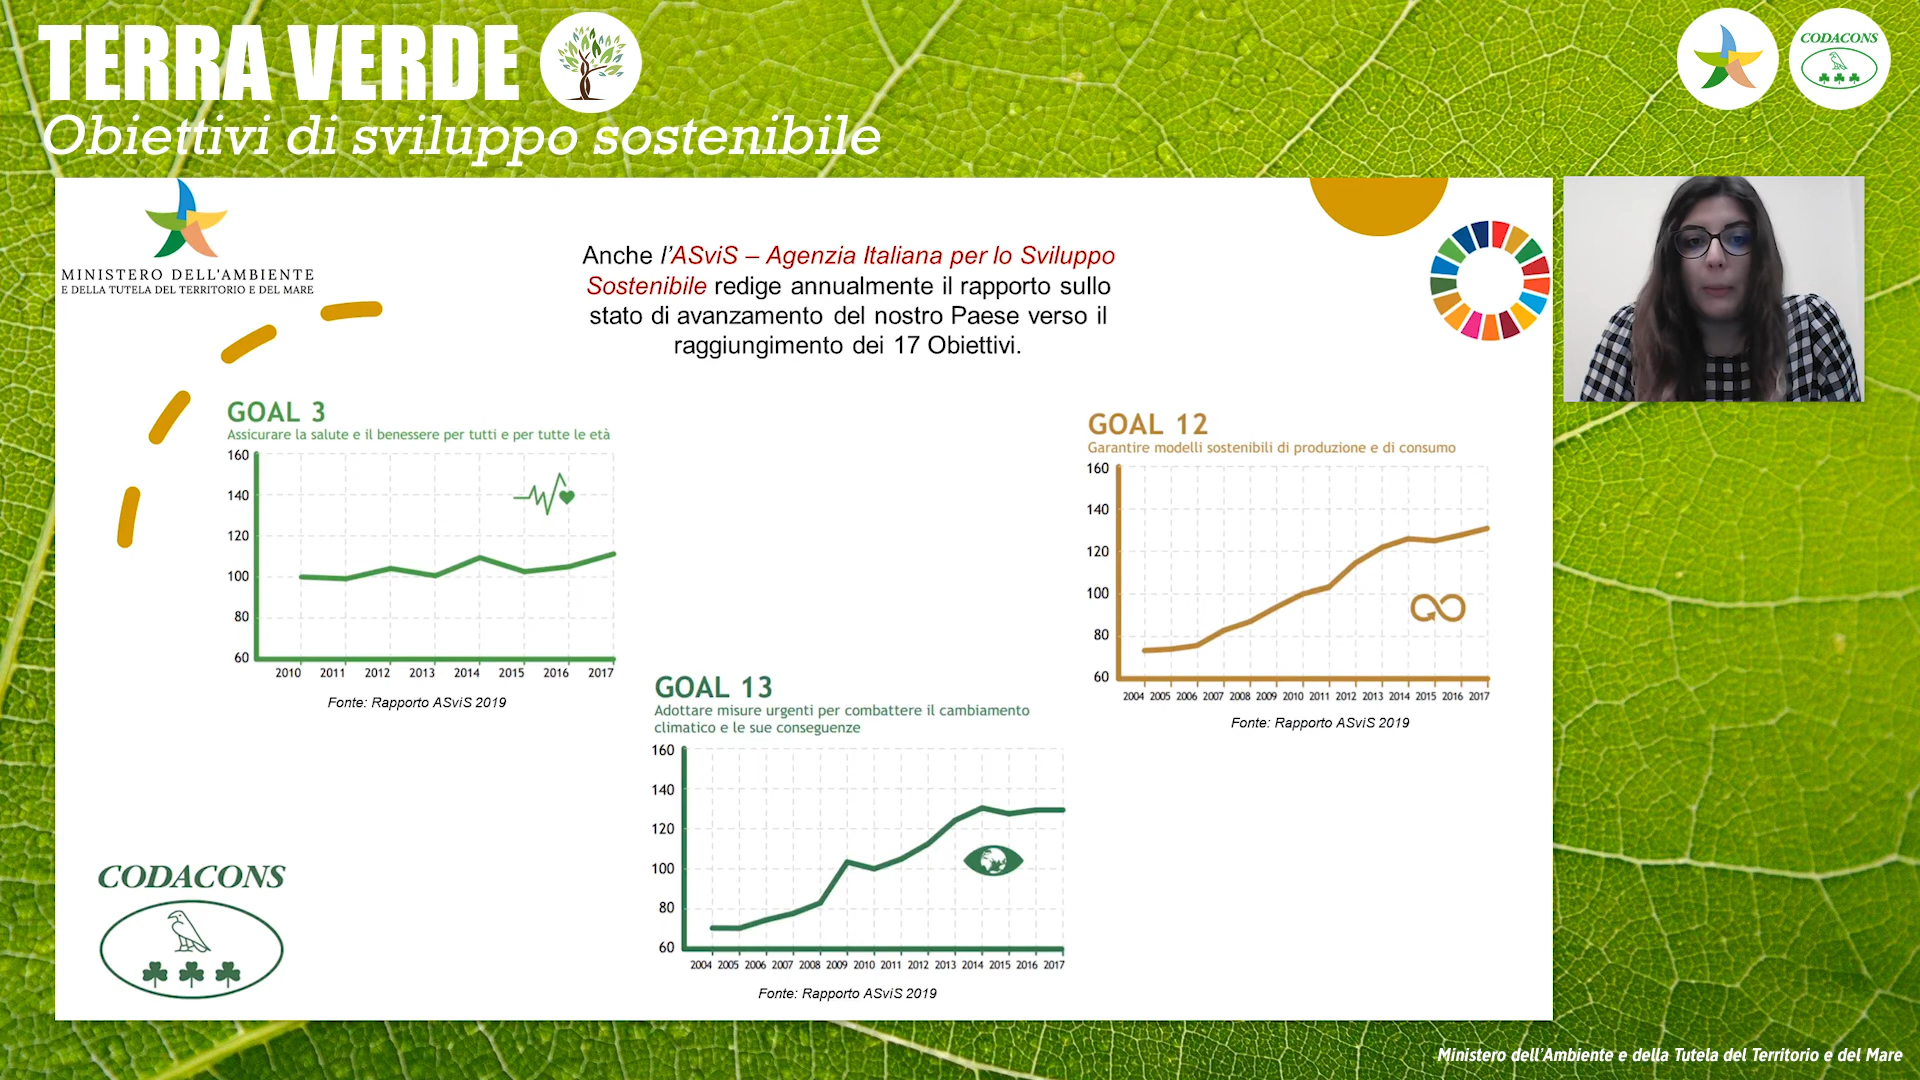 TERRA VERDE
Obiettivi di sviluppo sostenibile
CODACONS
MINISTERO DELL'AMBIENTE
E DELLA TUTELA DEL TERRITORIO E DEL MARE
Anche l'ASviS – Agenzia Italiana per lo Sviluppo
Sostenibile redige annualmente il rapporto sullo
stato di avanzamento del nostro Paese verso il
raggiungimento dei 17 Obiettivi.
GOAL 3
Assicurare la salute e il benessere per tutti e per tutte le età
160
140
120
100
80
60
2010 2011 2012 2013 2014 2015 2016 2017
Fonte: Rapporto ASviS 2019
GOAL 12
Garantire modelli sostenibili di produzione e di consumo
160
140
120
100
80
60
2004 2005 2006 2007 2008 2009 2010 2011 2012 2013 2014 2015 2016 2017
Fonte: Rapporto ASviS 2019
GOAL 13
Adottare misure urgenti per combattere il cambiamento
climatico e le sue conseguenze
160
140
120
100
80
60
2004 2005 2006 2007 2008 2009 2010 2011 2012 2013 2014 2015 2016 2017
Fonte: Rapporto ASviS 2019
CODACONS
Ministero dell'Ambiente e della Tutela del Territorio e del Mare